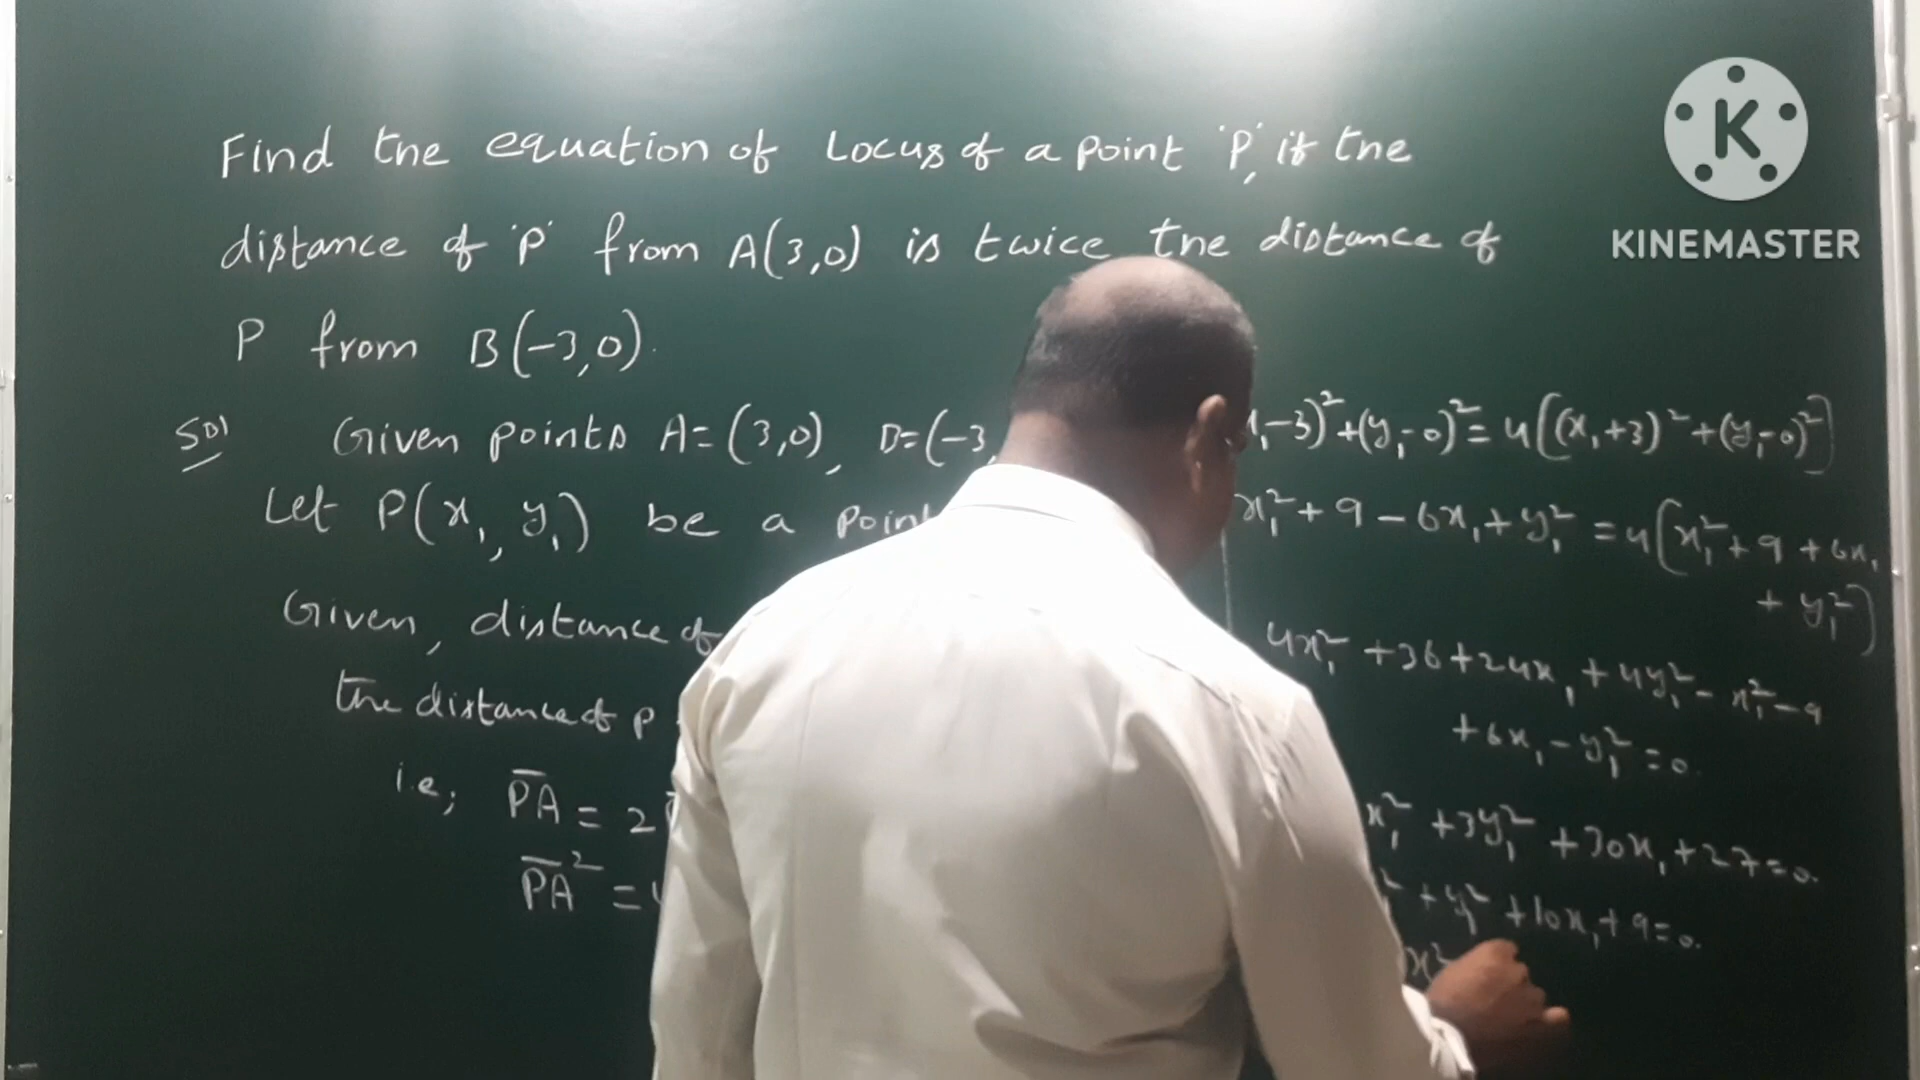 Find the equation of Locus of a point 'P', if the
distance of 'P' from A(3,0) is twice the distance of
P from B(-3,0).
Sol Given points A=(3,0), B=(-3,
Let P(x₁, y₁) be a point
Given, distance of
the distance of P
i.e; P̅A̅ = 2
P̅A̅² =
-3)²+(y₁-0)²=4[(x₁+3)²+(y₁-0)²]
x₁²+9-6x₁+y₁²=4[x₁²+9+6x₁
+y₁²]
4x₁²+36+24x₁+4y₁²-x₁²-9
+6x₁-y₁²=0.
x₁²+3y₁²+30x₁+27=0.
+y₁²+10x₁+9=0.
x²
KINEMASTER